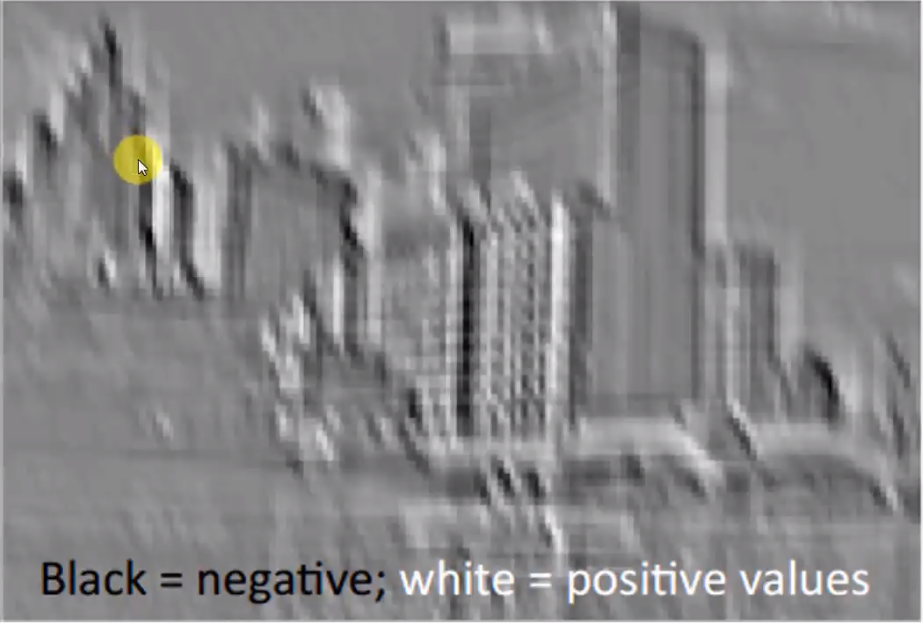 Black = negative; white = positive values